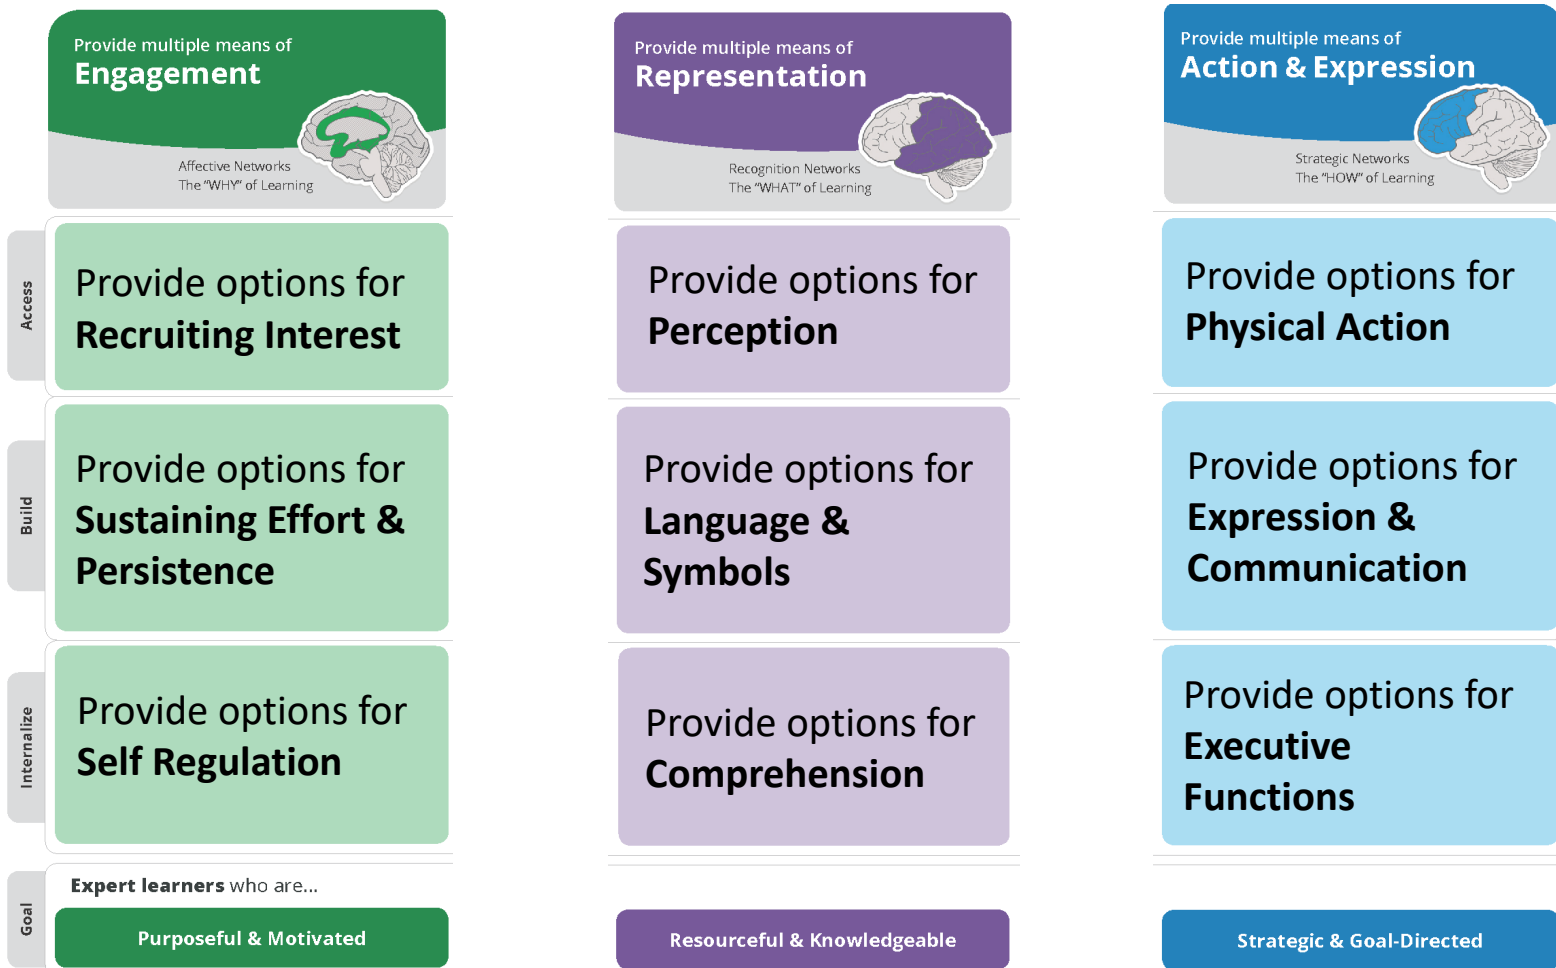 Provide multiple means of
Engagement
Affective Networks
The "WHY" of Learning
Provide multiple means of
Representation
Recognition Networks
The "WHAT" of Learning
Provide multiple means of
Action & Expression
Strategic Networks
The "HOW" of Learning
Access
Provide options for
Recruiting Interest
Provide options for
Perception
Provide options for
Physical Action
Build
Provide options for
Sustaining Effort &
Persistence
Provide options for
Language &
Symbols
Provide options for
Expression &
Communication
Internalize
Provide options for
Self Regulation
Provide options for
Comprehension
Provide options for
Executive
Functions
Goal
Expert learners who are...
Purposeful & Motivated
Resourceful & Knowledgeable
Strategic & Goal-Directed